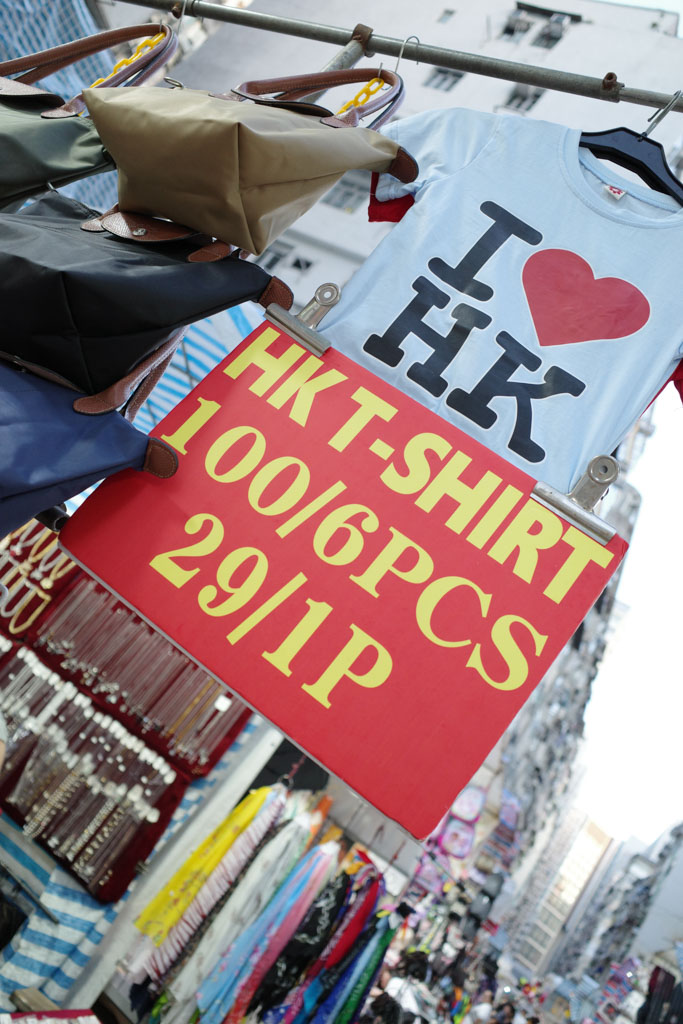 I ❤ HK
HK T-SHIRT
100/6PCS
29/1P